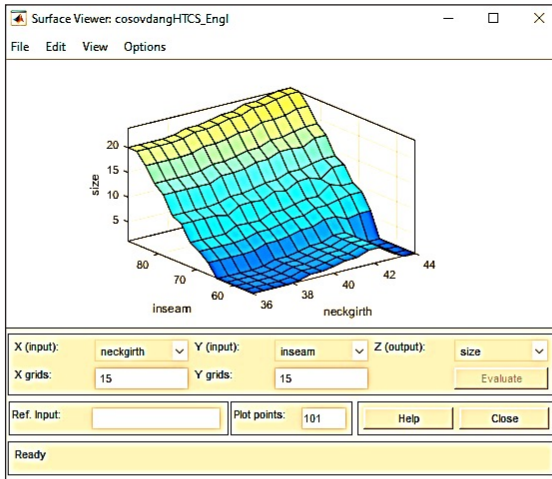 Surface Viewer: cosovdangHTCS_Engl
File Edit View Options
20
15
10
5
size
80
70
60
inseam
36
38
40
42
44
neckgirth
X (input): neckgirth Y (input): inseam Z (output): size
X grids: 15 Y grids: 15 Evaluate
Ref. Input: Plot points: 101 Help Close
Ready